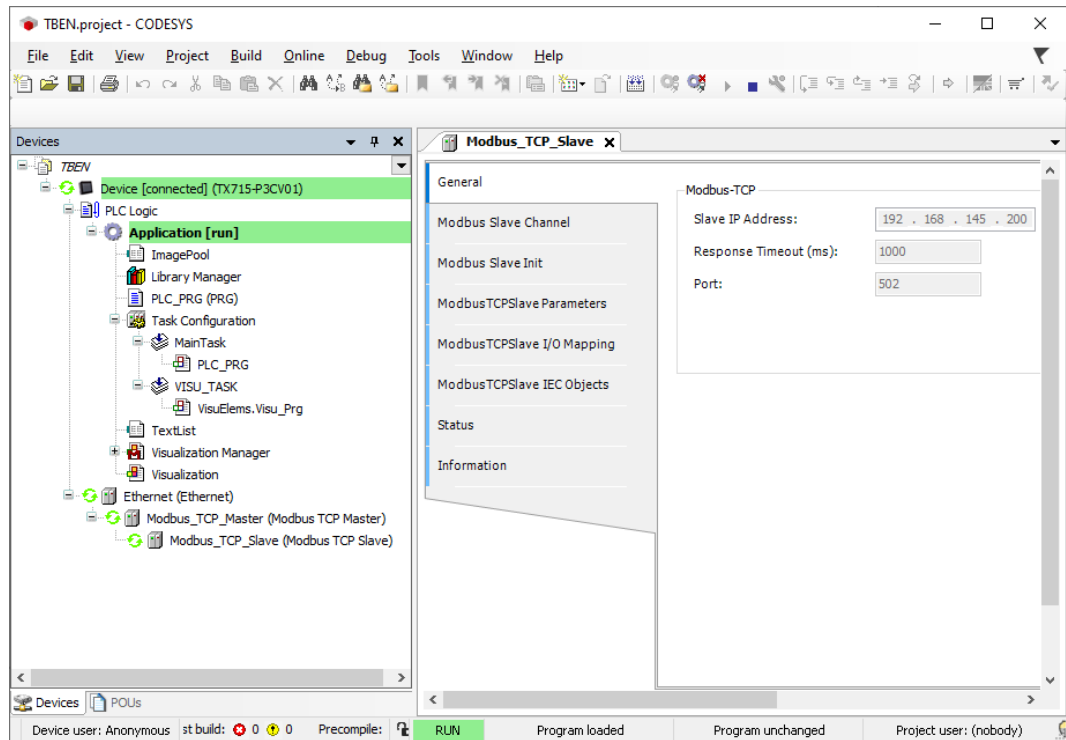 TBEN.project - CODESYS
File Edit View Project Build Online Debug Tools Window Help
Devices
TBEN
Device [connected] (TX715-P3CV01)
PLC Logic
Application [run]
ImagePool
Library Manager
PLC_PRG (PRG)
Task Configuration
MainTask
PLC_PRG
VISU_TASK
VisuElems.Visu_Prg
TextList
Visualization Manager
Visualization
Ethernet (Ethernet)
Modbus_TCP_Master (Modbus TCP Master)
Modbus_TCP_Slave (Modbus TCP Slave)
Devices POUs
Modbus_TCP_Slave
General
Modbus Slave Channel
Modbus Slave Init
ModbusTCPSlave Parameters
ModbusTCPSlave I/O Mapping
ModbusTCPSlave IEC Objects
Status
Information
Modbus-TCP
Slave IP Address: 192 . 168 . 145 . 200
Response Timeout (ms): 1000
Port: 502
Device user: Anonymous st build: 0 0 Precompile: RUN Program loaded Program unchanged Project user: (nobody)